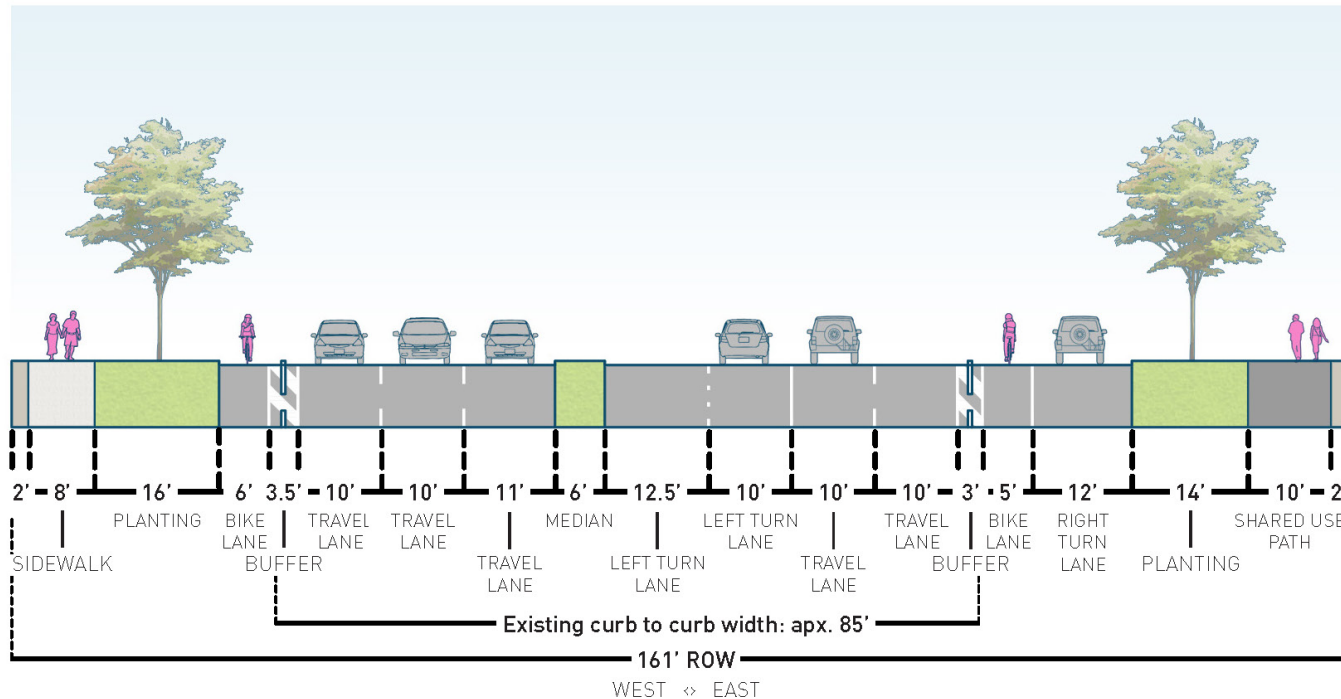 2' 8' 16' 6' 3.5' 10' 10' 11' 6' 12.5' 10' 10' 10' 3' 5' 12' 14' 10' 2
SIDEWALK
PLANTING
BIKE
LANE
BUFFER
TRAVEL
LANE
TRAVEL
LANE
TRAVEL
LANE
MEDIAN
LEFT TURN
LANE
LEFT TURN
LANE
TRAVEL
LANE
TRAVEL
LANE
BUFFER
BIKE
LANE
RIGHT
TURN
LANE
PLANTING
SHARED USE
PATH
Existing curb to curb width: apx. 85'
161' ROW
WEST <> EAST